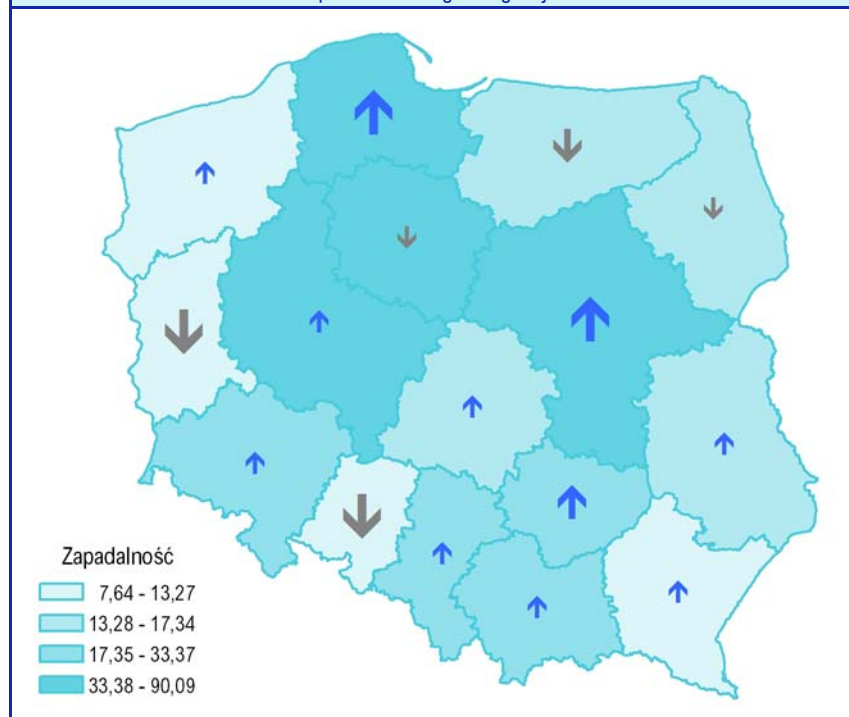 Zapadalność
7,64 - 13,27
13,28 - 17,34
17,35 - 33,37
33,38 - 90,09